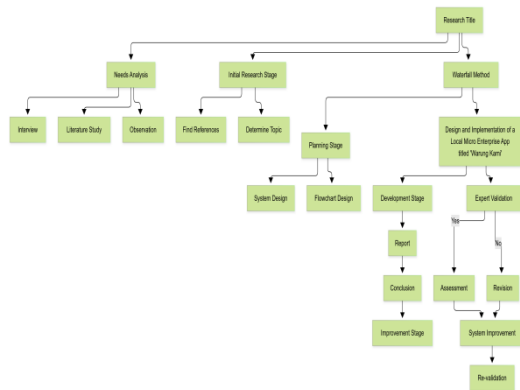 Research Title
Needs Analysis
Initial Research Stage
Waterfall Method
Interview
Literature Study
Observation
Find References
Determine Topic
Planning Stage
Design and Implementation of a
Local Micro Enterprise App
titled 'Warung Kami'
System Design
Flowchart Design
Development Stage
Expert Validation
Yes
No
Report
Conclusion
Assessment
Revision
Improvement Stage
System Improvement
Re-validation